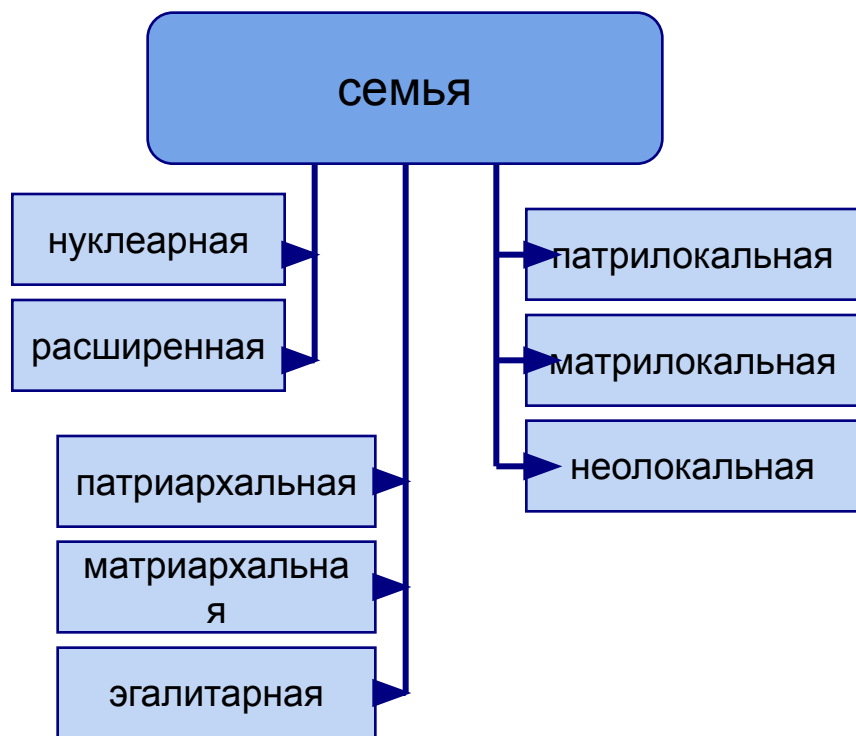 семья
нуклеарная
расширенная
патриархальная
матриархальна
я
эгалитарная
патрилокальная
матрилокальная
неолокальная